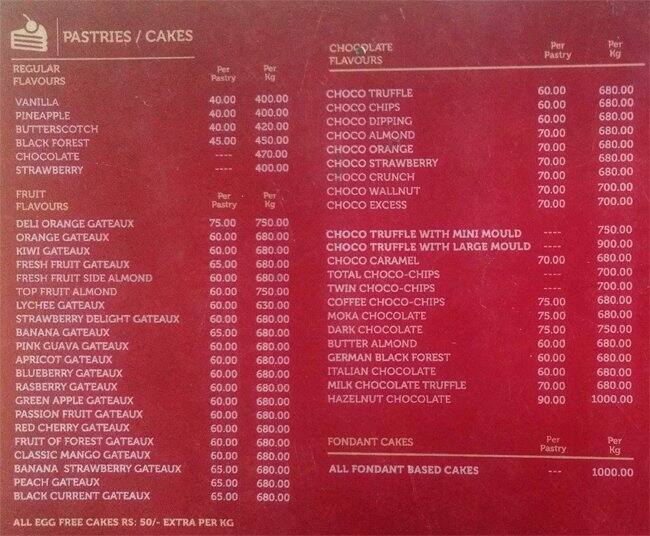 PASTRIES / CAKES
REGULAR FLAVOURS Per Pastry Per Kg
VANILLA 40.00 400.00
PINEAPPLE 40.00 400.00
BUTTERSCOTCH 40.00 420.00
BLACK FOREST 45.00 450.00
CHOCOLATE ---- 470.00
STRAWBERRY ---- 400.00
FRUIT FLAVOURS Per Pastry Per Kg
DELI ORANGE GATEAUX 75.00 750.00
ORANGE GATEAUX 60.00 680.00
KIWI GATEAUX 60.00 680.00
FRESH FRUIT GATEAUX 65.00 680.00
FRESH FRUIT SIDE ALMOND 60.00 680.00
TOP FRUIT ALMOND 60.00 750.00
LYCHEE GATEAUX 60.00 630.00
STRAWBERRY DELIGHT GATEAUX 60.00 680.00
BANANA GATEAUX 65.00 680.00
PINK GUAVA GATEAUX 60.00 680.00
APRICOT GATEAUX 60.00 680.00
BLUEBERRY GATEAUX 60.00 680.00
RASBERRY GATEAUX 60.00 680.00
GREEN APPLE GATEAUX 60.00 680.00
PASSION FRUIT GATEAUX 60.00 680.00
RED CHERRY GATEAUX 60.00 680.00
FRUIT OF FOREST GATEAUX 60.00 680.00
CLASSIC MANGO GATEAUX 60.00 680.00
BANANA STRAWBERRY GATEAUX 65.00 680.00
PEACH GATEAUX 65.00 680.00
BLACK CURRENT GATEAUX 65.00 680.00
ALL EGG FREE CAKES RS: 50/- EXTRA PER KG
CHOCOLATE FLAVOURS Per Pastry Per Kg
CHOCO TRUFFLE 60.00 680.00
CHOCO CHIPS 60.00 680.00
CHOCO DIPPING 60.00 680.00
CHOCO ALMOND 70.00 680.00
CHOCO ORANGE 70.00 680.00
CHOCO STRAWBERRY 70.00 680.00
CHOCO CRUNCH 70.00 680.00
CHOCO WALLNUT 70.00 700.00
CHOCO EXCESS 70.00 700.00
CHOCO TRUFFLE WITH MINI MOULD ---- 750.00
CHOCO TRUFFLE WITH LARGE MOULD ---- 900.00
CHOCO CARAMEL 70.00 680.00
TOTAL CHOCO-CHIPS ---- 700.00
TWIN CHOCO-CHIPS ---- 700.00
COFFEE CHOCO-CHIPS 75.00 680.00
MOKA CHOCOLATE 75.00 680.00
DARK CHOCOLATE 75.00 750.00
BUTTER ALMOND 60.00 680.00
GERMAN BLACK FOREST 60.00 680.00
ITALIAN CHOCOLATE 60.00 680.00
MILK CHOCOLATE TRUFFLE 70.00 680.00
HAZELNUT CHOCOLATE 90.00 1000.00
FONDANT CAKES Per Pastry Per Kg
ALL FONDANT BASED CAKES --- 1000.00